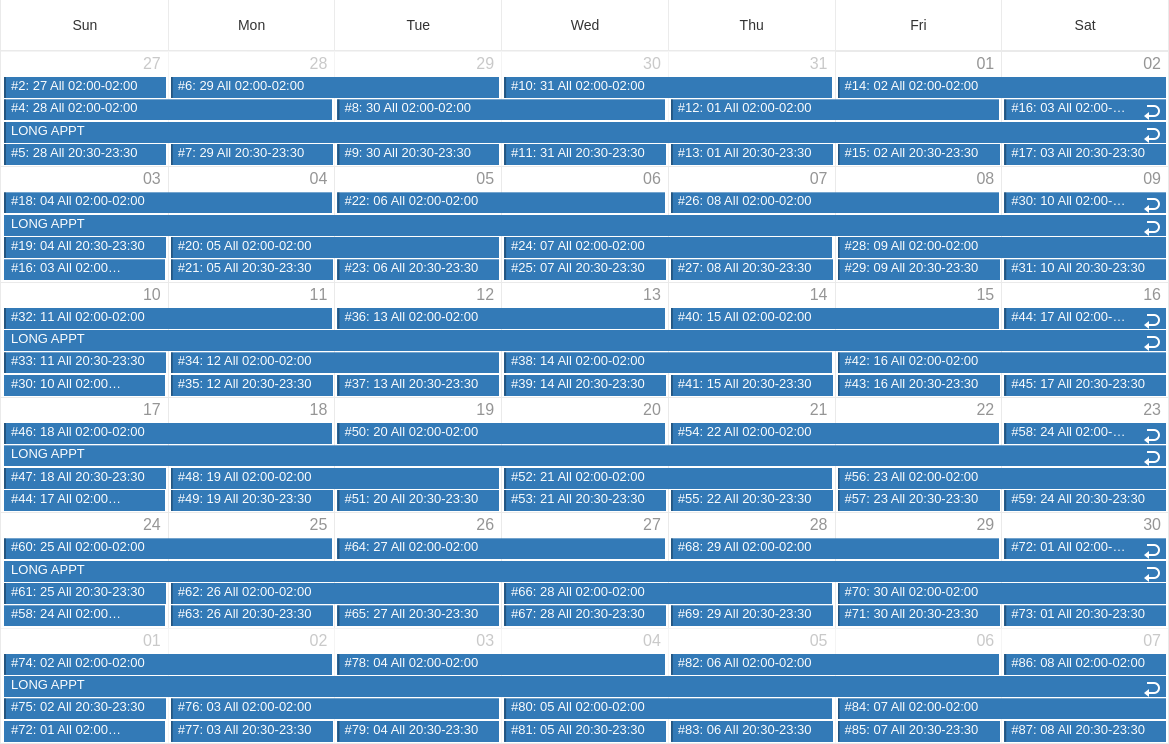 Sun Mon Tue Wed Thu Fri Sat
27 28 29 30 31 01 02
#2: 27 All 02:00-02:00 #6: 29 All 02:00-02:00 #10: 31 All 02:00-02:00 #14: 02 All 02:00-02:00
#4: 28 All 02:00-02:00 #8: 30 All 02:00-02:00 #12: 01 All 02:00-02:00 #16: 03 All 02:00-…
LONG APPT
#5: 28 All 20:30-23:30 #7: 29 All 20:30-23:30 #9: 30 All 20:30-23:30 #11: 31 All 20:30-23:30 #13: 01 All 20:30-23:30 #15: 02 All 20:30-23:30 #17: 03 All 20:30-23:30
03 04 05 06 07 08 09
#18: 04 All 02:00-02:00 #22: 06 All 02:00-02:00 #26: 08 All 02:00-02:00 #30: 10 All 02:00-…
LONG APPT
#19: 04 All 20:30-23:30 #20: 05 All 02:00-02:00 #24: 07 All 02:00-02:00 #28: 09 All 02:00-02:00
#16: 03 All 02:00… #21: 05 All 20:30-23:30 #23: 06 All 20:30-23:30 #25: 07 All 20:30-23:30 #27: 08 All 20:30-23:30 #29: 09 All 20:30-23:30 #31: 10 All 20:30-23:30
10 11 12 13 14 15 16
#32: 11 All 02:00-02:00 #36: 13 All 02:00-02:00 #40: 15 All 02:00-02:00 #44: 17 All 02:00-…
LONG APPT
#33: 11 All 20:30-23:30 #34: 12 All 02:00-02:00 #38: 14 All 02:00-02:00 #42: 16 All 02:00-02:00
#30: 10 All 02:00… #35: 12 All 20:30-23:30 #37: 13 All 20:30-23:30 #39: 14 All 20:30-23:30 #41: 15 All 20:30-23:30 #43: 16 All 20:30-23:30 #45: 17 All 20:30-23:30
17 18 19 20 21 22 23
#46: 18 All 02:00-02:00 #50: 20 All 02:00-02:00 #54: 22 All 02:00-02:00 #58: 24 All 02:00-…
LONG APPT
#47: 18 All 20:30-23:30 #48: 19 All 02:00-02:00 #52: 21 All 02:00-02:00 #56: 23 All 02:00-02:00
#44: 17 All 02:00… #49: 19 All 20:30-23:30 #51: 20 All 20:30-23:30 #53: 21 All 20:30-23:30 #55: 22 All 20:30-23:30 #57: 23 All 20:30-23:30 #59: 24 All 20:30-23:30
24 25 26 27 28 29 30
#60: 25 All 02:00-02:00 #64: 27 All 02:00-02:00 #68: 29 All 02:00-02:00 #72: 01 All 02:00-…
LONG APPT
#61: 25 All 20:30-23:30 #62: 26 All 02:00-02:00 #66: 28 All 02:00-02:00 #70: 30 All 02:00-02:00
#58: 24 All 02:00… #63: 26 All 20:30-23:30 #65: 27 All 20:30-23:30 #67: 28 All 20:30-23:30 #69: 29 All 20:30-23:30 #71: 30 All 20:30-23:30 #73: 01 All 20:30-23:30
01 02 03 04 05 06 07
#74: 02 All 02:00-02:00 #78: 04 All 02:00-02:00 #82: 06 All 02:00-02:00 #86: 08 All 02:00-02:00
LONG APPT
#75: 02 All 20:30-23:30 #76: 03 All 02:00-02:00 #80: 05 All 02:00-02:00 #84: 07 All 02:00-02:00
#72: 01 All 02:00… #77: 03 All 20:30-23:30 #79: 04 All 20:30-23:30 #81: 05 All 20:30-23:30 #83: 06 All 20:30-23:30 #85: 07 All 20:30-23:30 #87: 08 All 20:30-23:30